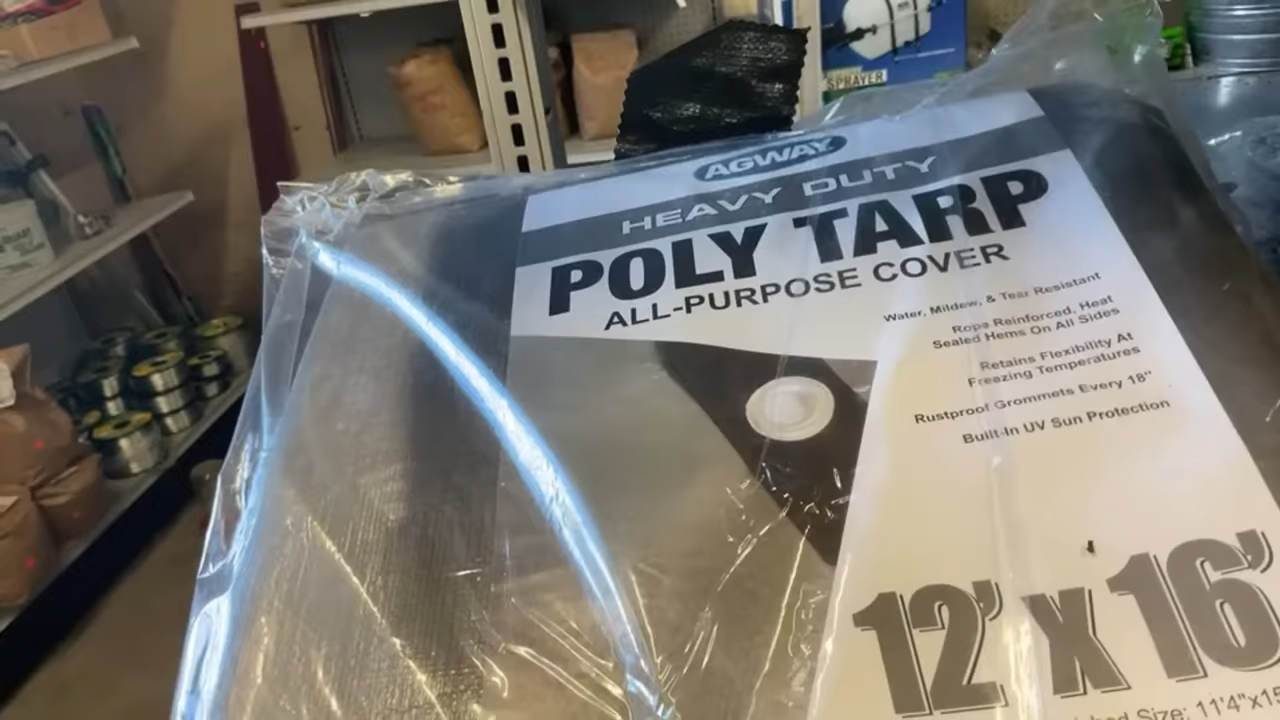 SPRAYER
AGWAY
HEAVY DUTY
POLY TARP
ALL-PURPOSE COVER
Water, Mildew, & Tear Resistant
Rope Reinforced, Heat
Sealed Hems On All Sides
Retains Flexibility At
Freezing Temperatures
Rustproof Grommets Every 18"
Built-In UV Sun Protection
12' x 16'
Size: 11'4"x15